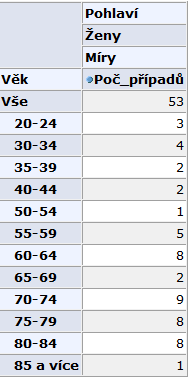 Pohlaví
Ženy
Míry
Věk Poč_případů
Vše 53
20-24 3
30-34 4
35-39 2
40-44 2
50-54 1
55-59 5
60-64 8
65-69 2
70-74 9
75-79 8
80-84 8
85 a více 1